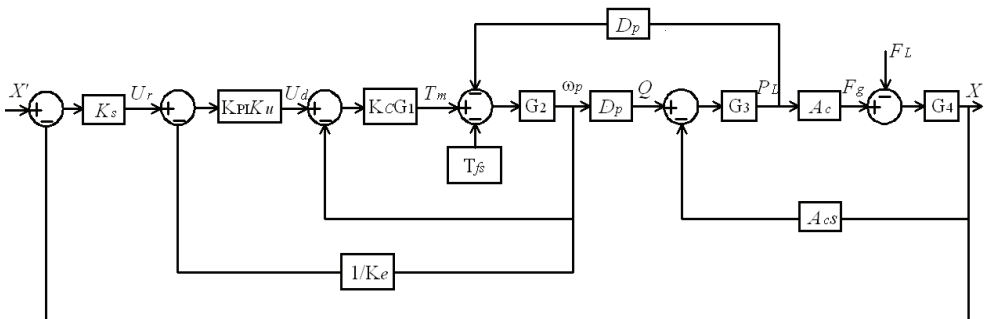 Dp
FL
X' + − Ks Ur + − KPIKu Ud + − KCG1 Tm + − − G2 ωp Dp Q + − G3 PL Ac Fg + − G4 X
Tfs
Acs
1/Ke